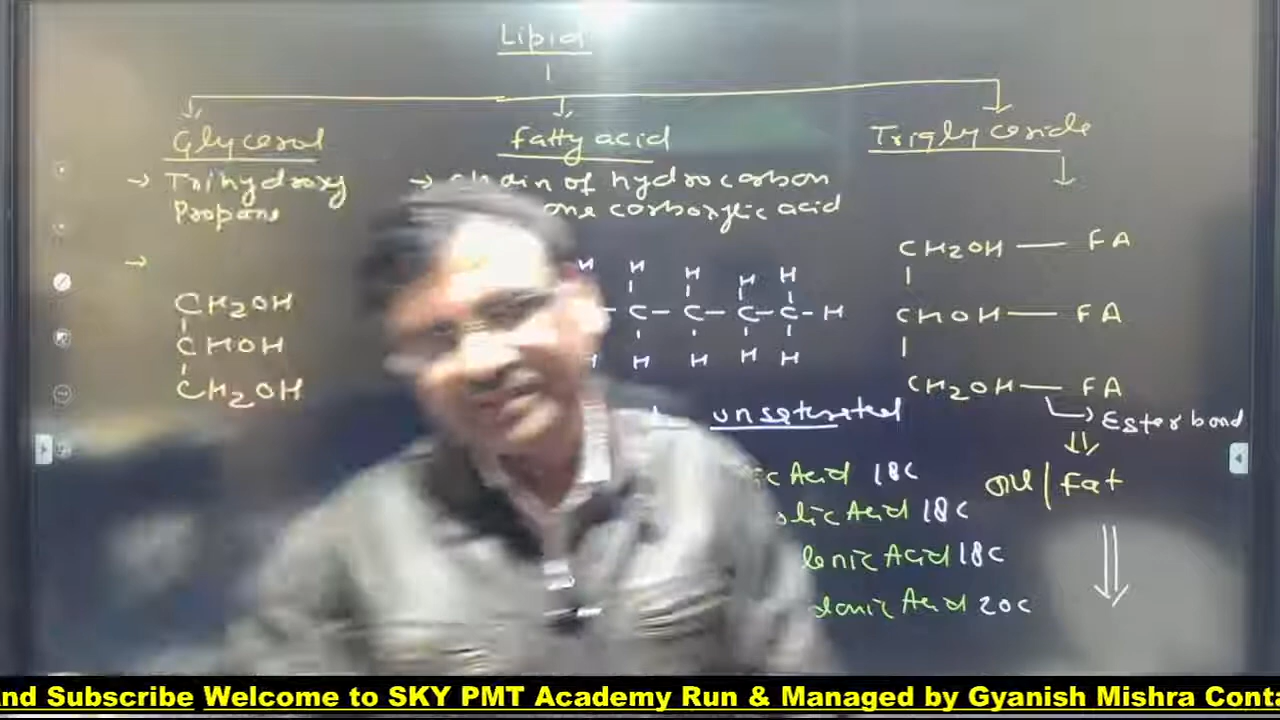 Lipid
Glycerol
→ Trihydroxy
Propane
→
CH2OH
CHOH
CH2OH
Fatty acid
→ Chain of hydrocarbon
one carboxylic acid
H H H H H
C – C – C – C – H
H H H H H
unsaturated
Acid 18C
Acid 18C
Acid 18C
Acid 20C
Triglyceride
CH2OH — FA
CHOH — FA
CH2OH — FA
→ Ester bond
Oil / Fat
nd Subscribe Welcome to SKY PMT Academy Run & Managed by Gyanish Mishra Cont